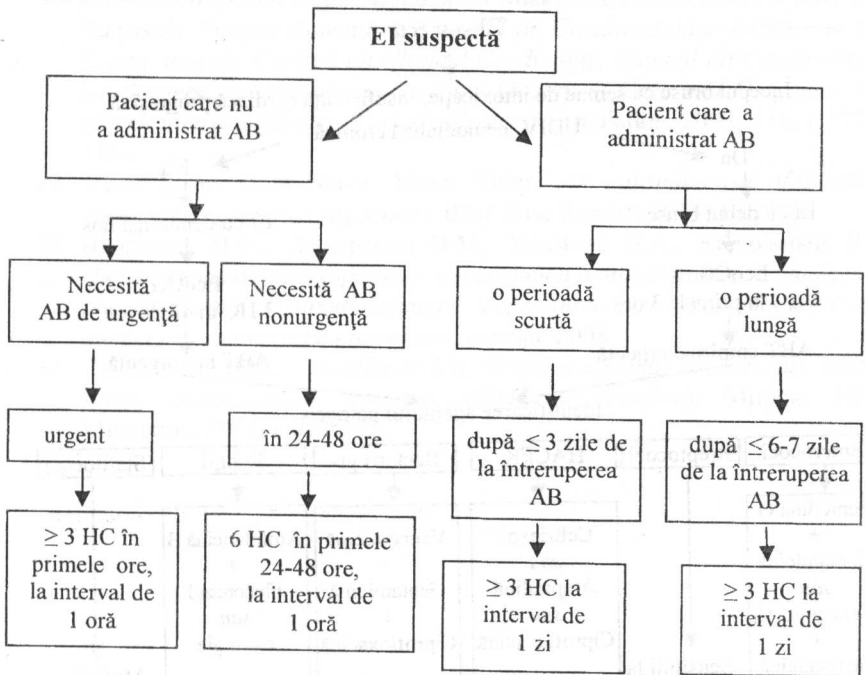 EI suspectă
Pacient care nu
a administrat AB
Pacient care a
administrat AB
Necesită
AB de urgență
Necesită AB
nonurgență
o perioadă
scurtă
o perioadă
lungă
urgent
în 24-48 ore
după ≤ 3 zile de
la întreruperea
AB
după ≤ 6-7 zile
de la întreruperea
AB
≥ 3 HC în
primele ore,
la interval de
1 oră
6 HC în primele
24-48 ore,
la interval de
1 oră
≥ 3 HC la
interval de
1 zi
≥ 3 HC la
interval de
1 zi